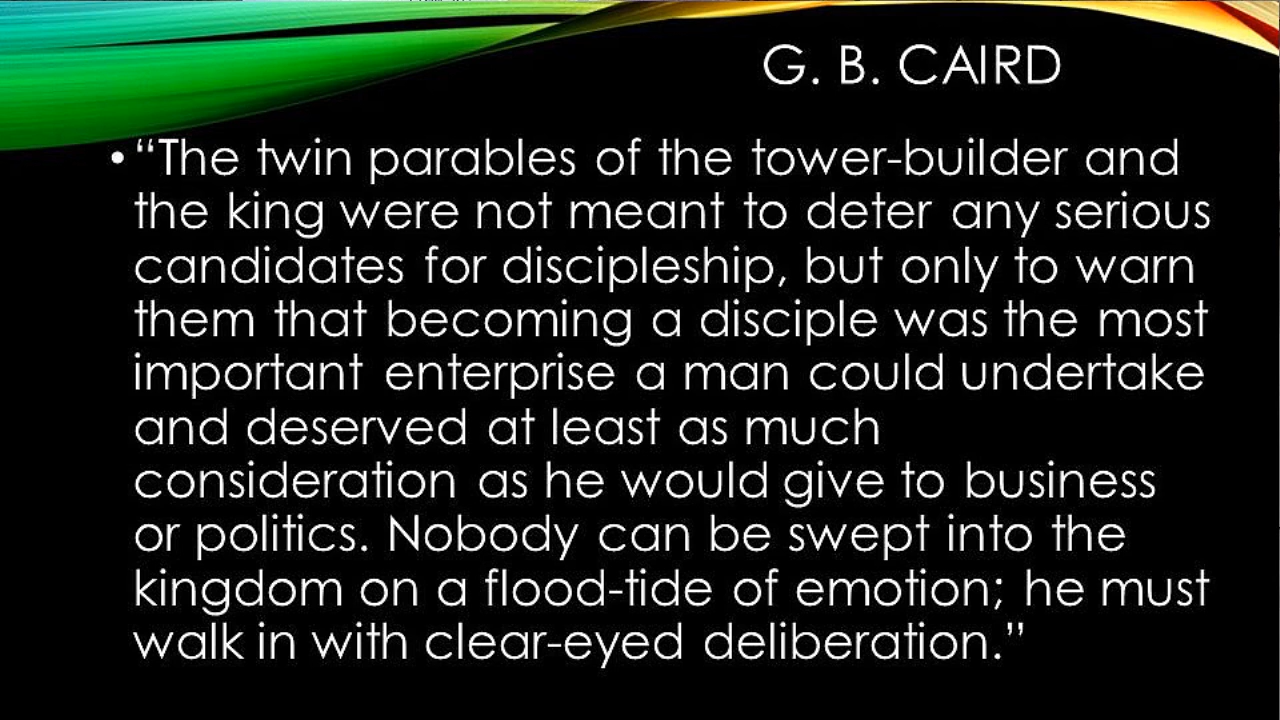 G. B. CAIRD
• “The twin parables of the tower-builder and
the king were not meant to deter any serious
candidates for discipleship, but only to warn
them that becoming a disciple was the most
important enterprise a man could undertake
and deserved at least as much
consideration as he would give to business
or politics. Nobody can be swept into the
kingdom on a flood-tide of emotion; he must
walk in with clear-eyed deliberation.”